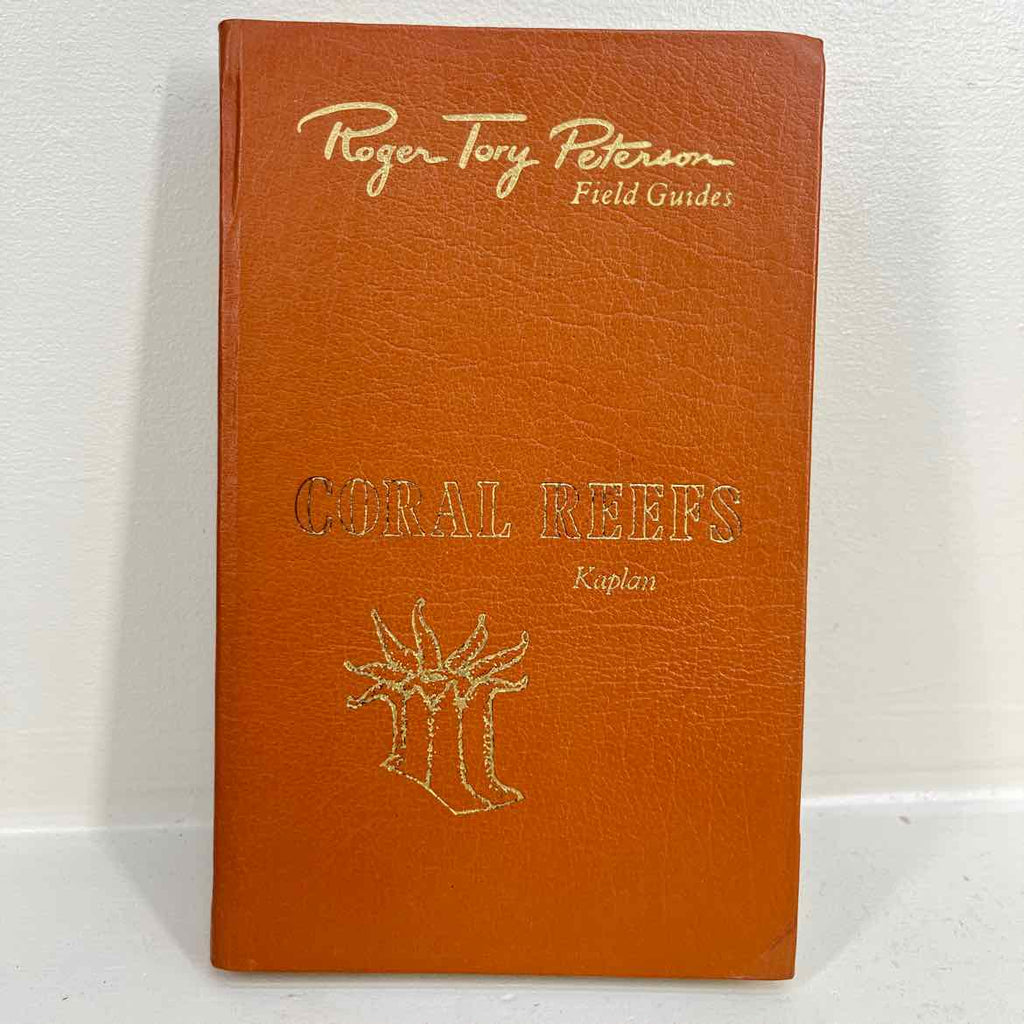 Roger Tory Peterson
Field Guides
CORAL REEFS
Kaplan